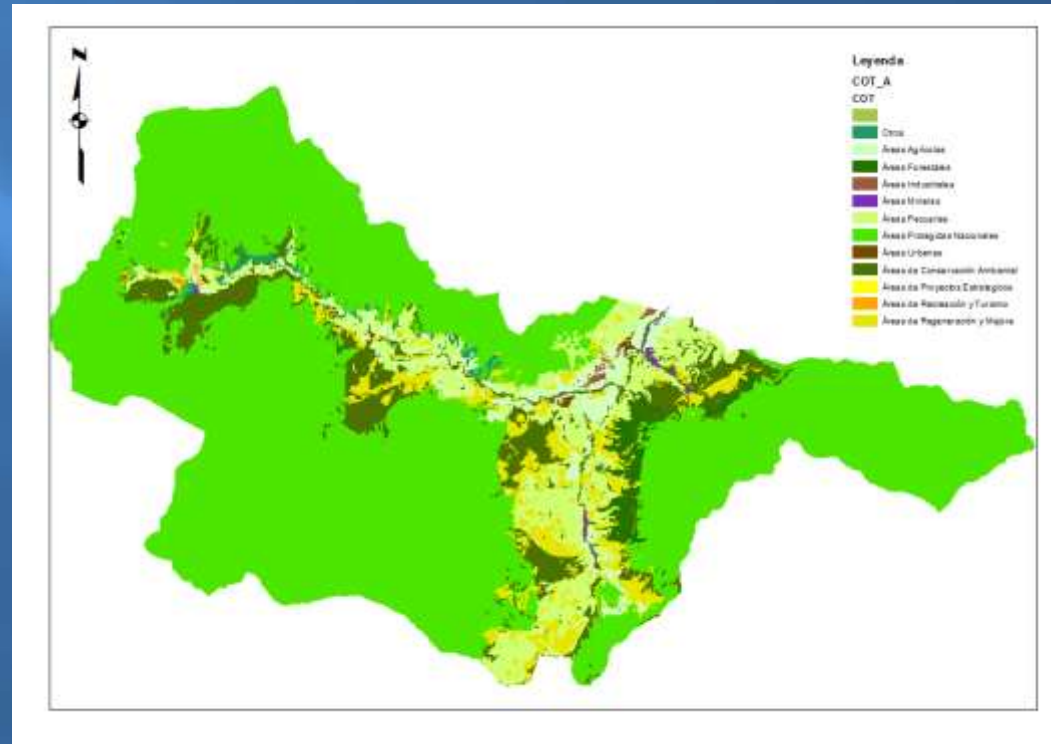 N
Leyenda
COT_A
COT
Otros
Áreas Agrícolas
Áreas Forestales
Áreas Industriales
Áreas Mineras
Áreas Pecuarias
Áreas Protegidas Nacionales
Áreas Urbanas
Áreas de Conservación Ambiental
Áreas de Proyectos Estratégicos
Áreas de Recreación y Turismo
Áreas de Regeneración y Mejora